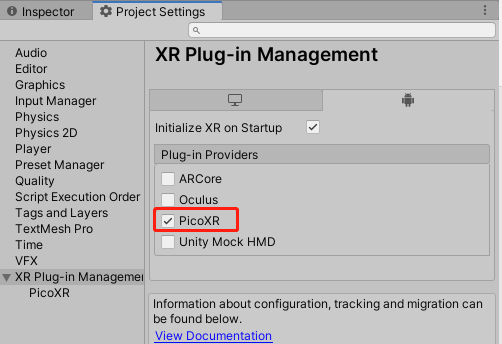 Inspector
Project Settings
Audio
Editor
Graphics
Input Manager
Physics
Physics 2D
Player
Preset Manager
Quality
Script Execution Order
Tags and Layers
TextMesh Pro
Time
VFX
XR Plug-in Manageme
PicoXR
XR Plug-in Management
Initialize XR on Startup
Plug-in Providers
ARCore
Oculus
PicoXR
Unity Mock HMD
Information about configuration, tracking and migration can
be found below.
View Documentation